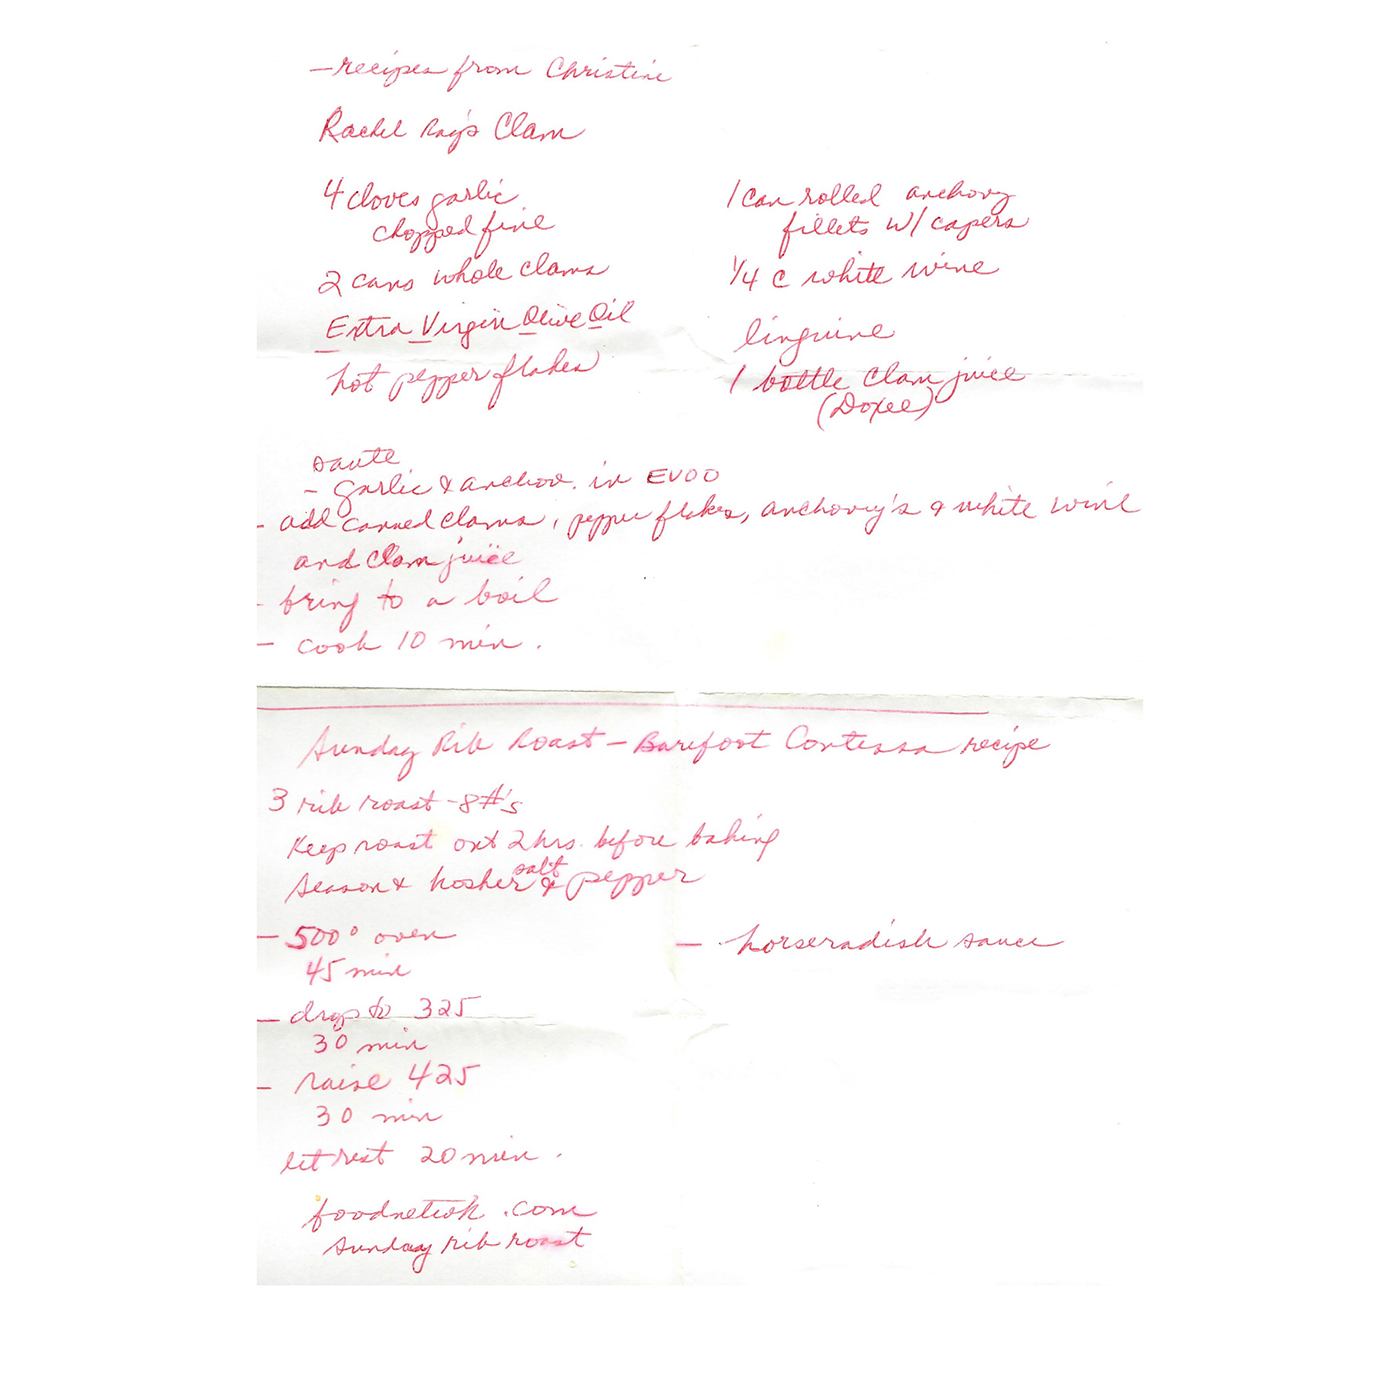 - recipes from Christine
Rachel Ray's Clam
4 cloves garlic
chopped fine
2 cans whole clams
Extra Virgin Olive Oil
hot pepper flakes
1 can rolled anchovy
fillets w/ capers
1/4 c white wine
linguine
1 bottle clam juice
(Doxee)
saute
- garlic & anchov. in EVOO
- add canned clams, pepper flakes, anchovy's & white wine
and clam juice
- bring to a boil
- cook 10 min.
Sunday Rib Roast - Barefoot Contessa recipe
3 rib roast - 8#'s
Keep roast out 2 hrs. before baking
season & kosher salt & pepper
- 500° oven
45 min
- horseradish sauce
- drop to 325
30 min
- raise 425
30 min
let rest 20 min.
foodnetwk.com
sunday rib roast